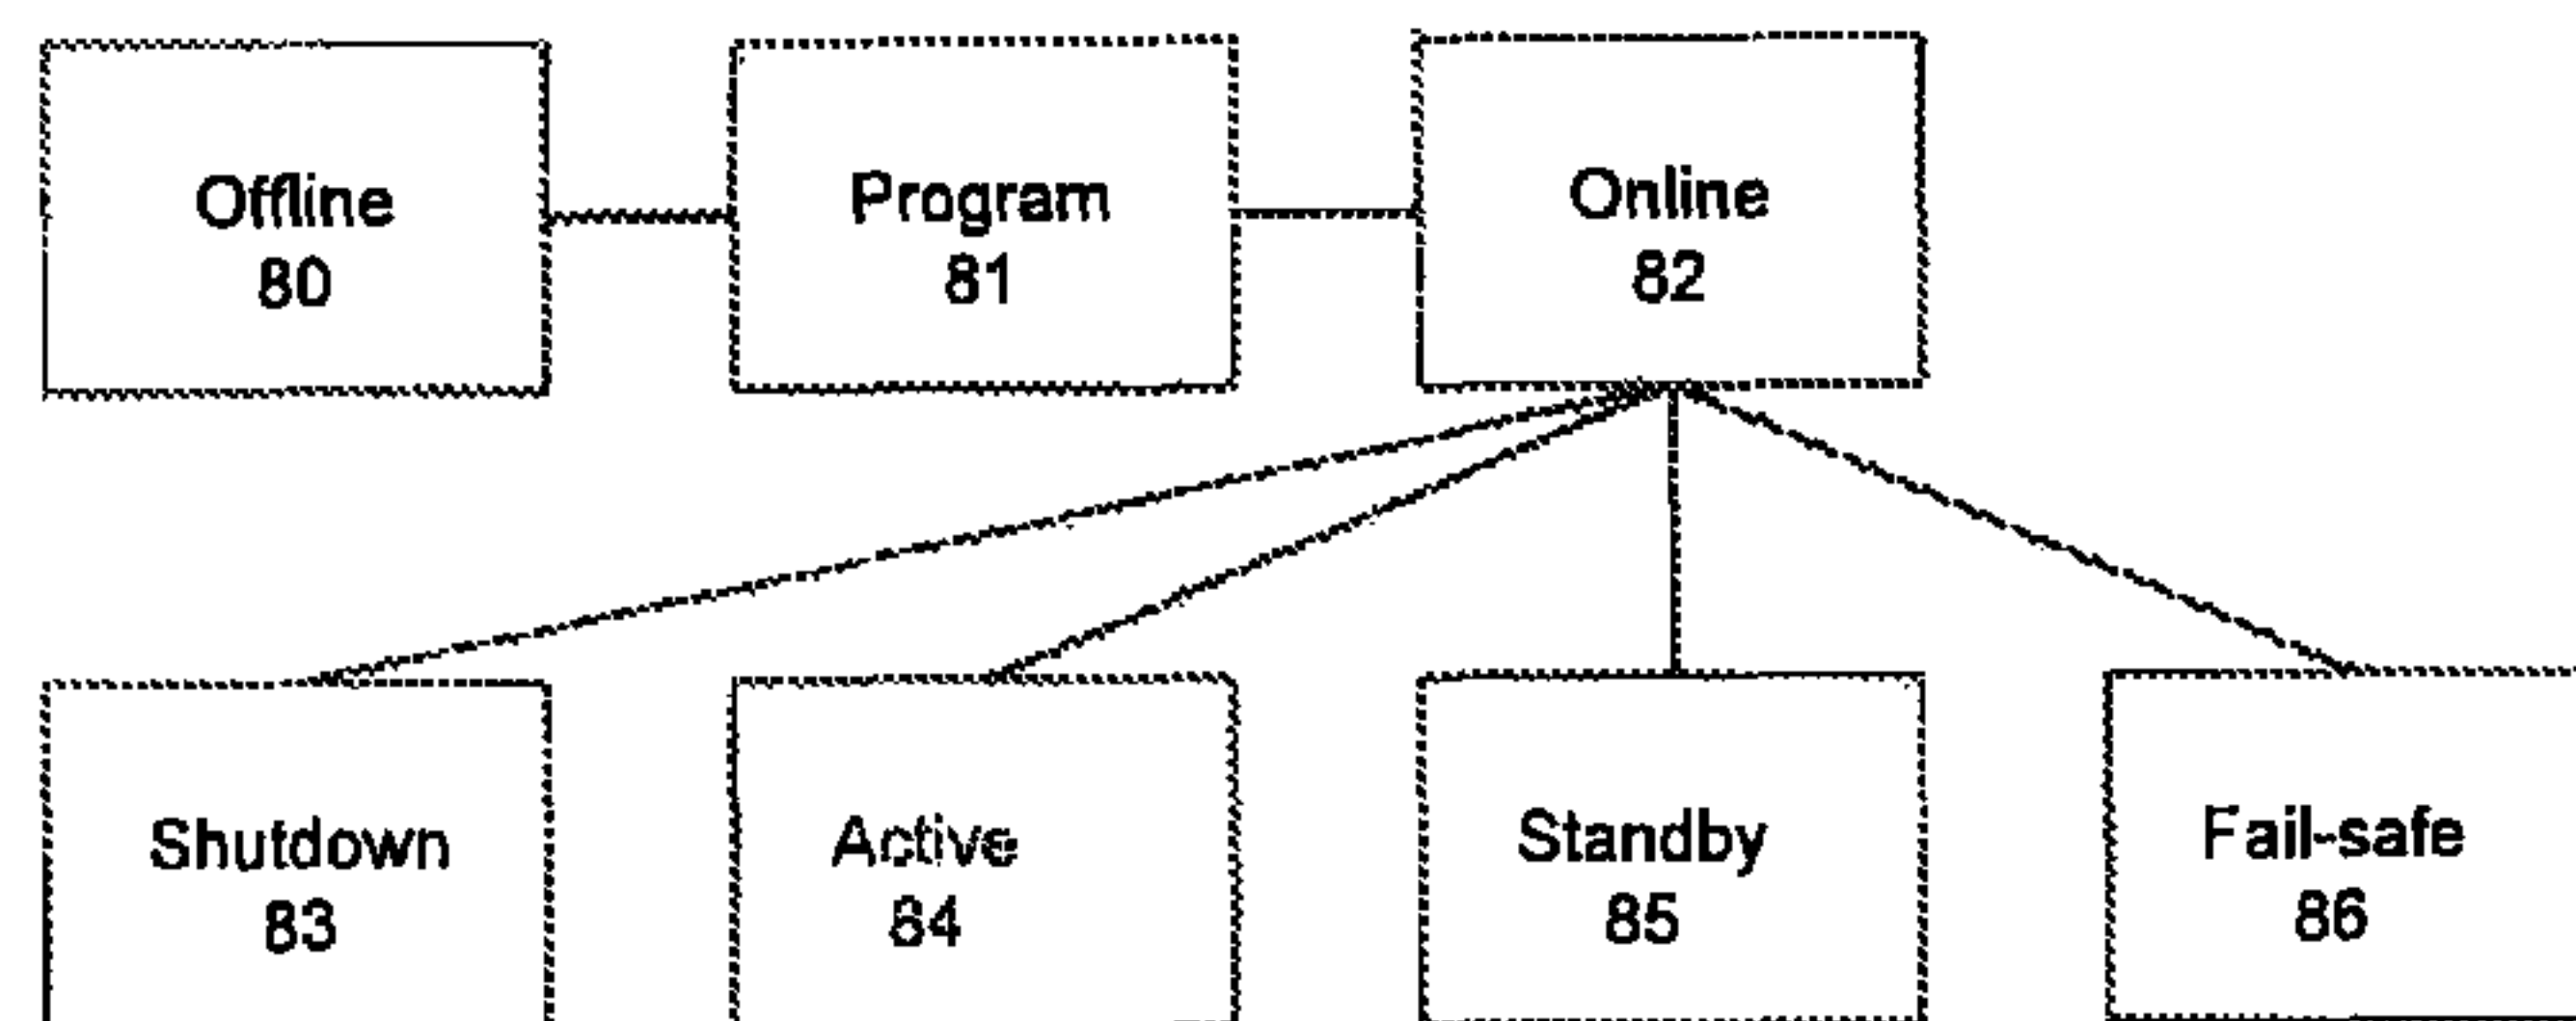 Offline
80
Program
81
Online
82
Shutdown
83
Active
84
Standby
85
Fail-safe
86